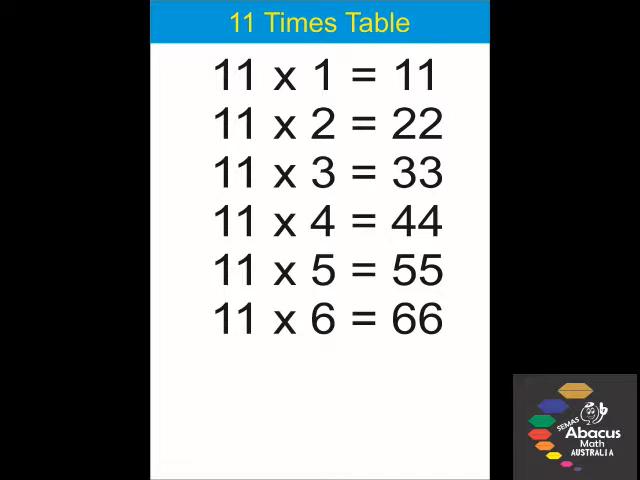 11 Times Table
11 x 1 = 11
11 x 2 = 22
11 x 3 = 33
11 x 4 = 44
11 x 5 = 55
11 x 6 = 66
SEMAS
Abacus
Math
AUSTRALIA